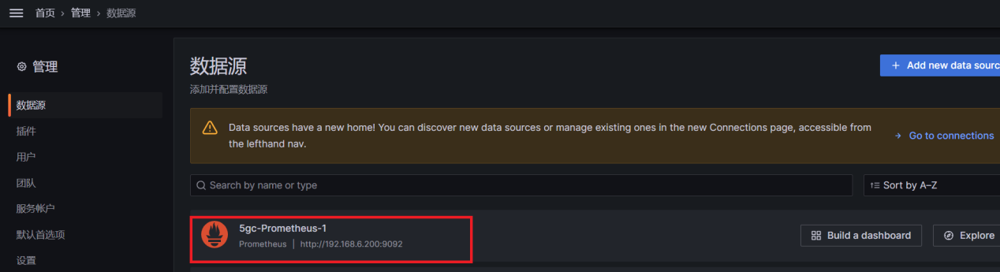 首页 › 管理 › 数据源
管理
数据源
插件
用户
团队
服务帐户
默认首选项
设置
数据源
添加并配置数据源
+ Add new data sourc
Data sources have a new home! You can discover new data sources or manage existing ones in the new Connections page, accessible from
the lefthand nav.
Go to connections
Search by name or type
Sort by A–Z
5gc-Prometheus-1
Prometheus | http://192.168.6.200:9092
Build a dashboard
Explore